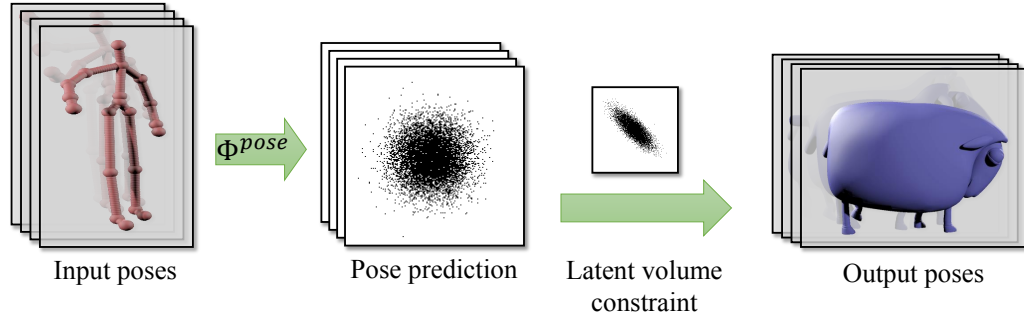 Φ^pose
Input poses
Pose prediction
Latent volume
constraint
Output poses